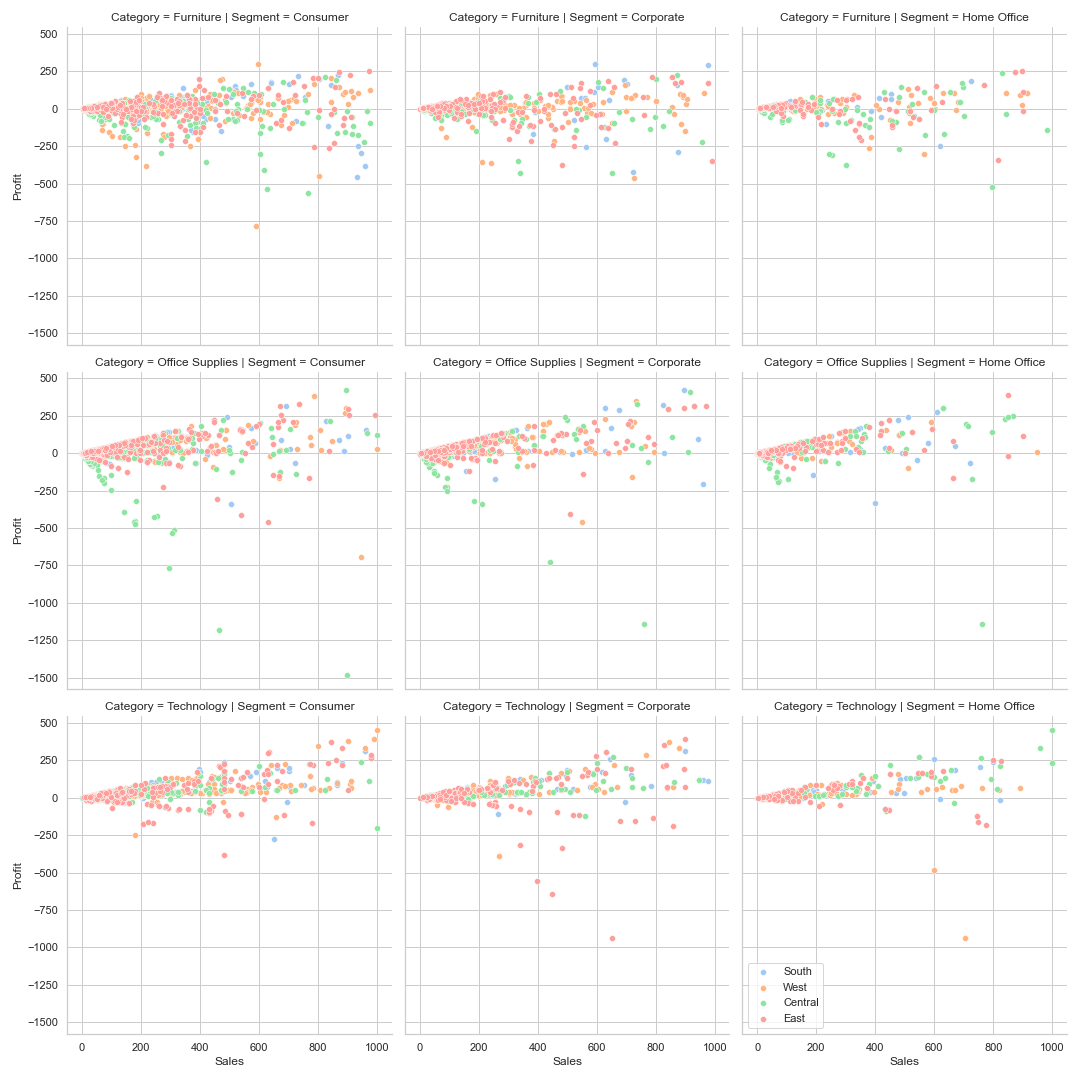 Category = Furniture | Segment = Consumer
Category = Furniture | Segment = Corporate
Category = Furniture | Segment = Home Office
500
250
0
−250
−500
−750
−1000
−1250
−1500
Profit
Category = Office Supplies | Segment = Consumer
Category = Office Supplies | Segment = Corporate
Category = Office Supplies | Segment = Home Office
500
250
0
−250
−500
−750
−1000
−1250
−1500
Profit
Category = Technology | Segment = Consumer
Category = Technology | Segment = Corporate
Category = Technology | Segment = Home Office
500
250
0
−250
−500
−750
−1000
−1250
−1500
Profit
South
West
Central
East
0 200 400 600 800 1000
0 200 400 600 800 1000
0 200 400 600 800 1000
Sales
Sales
Sales